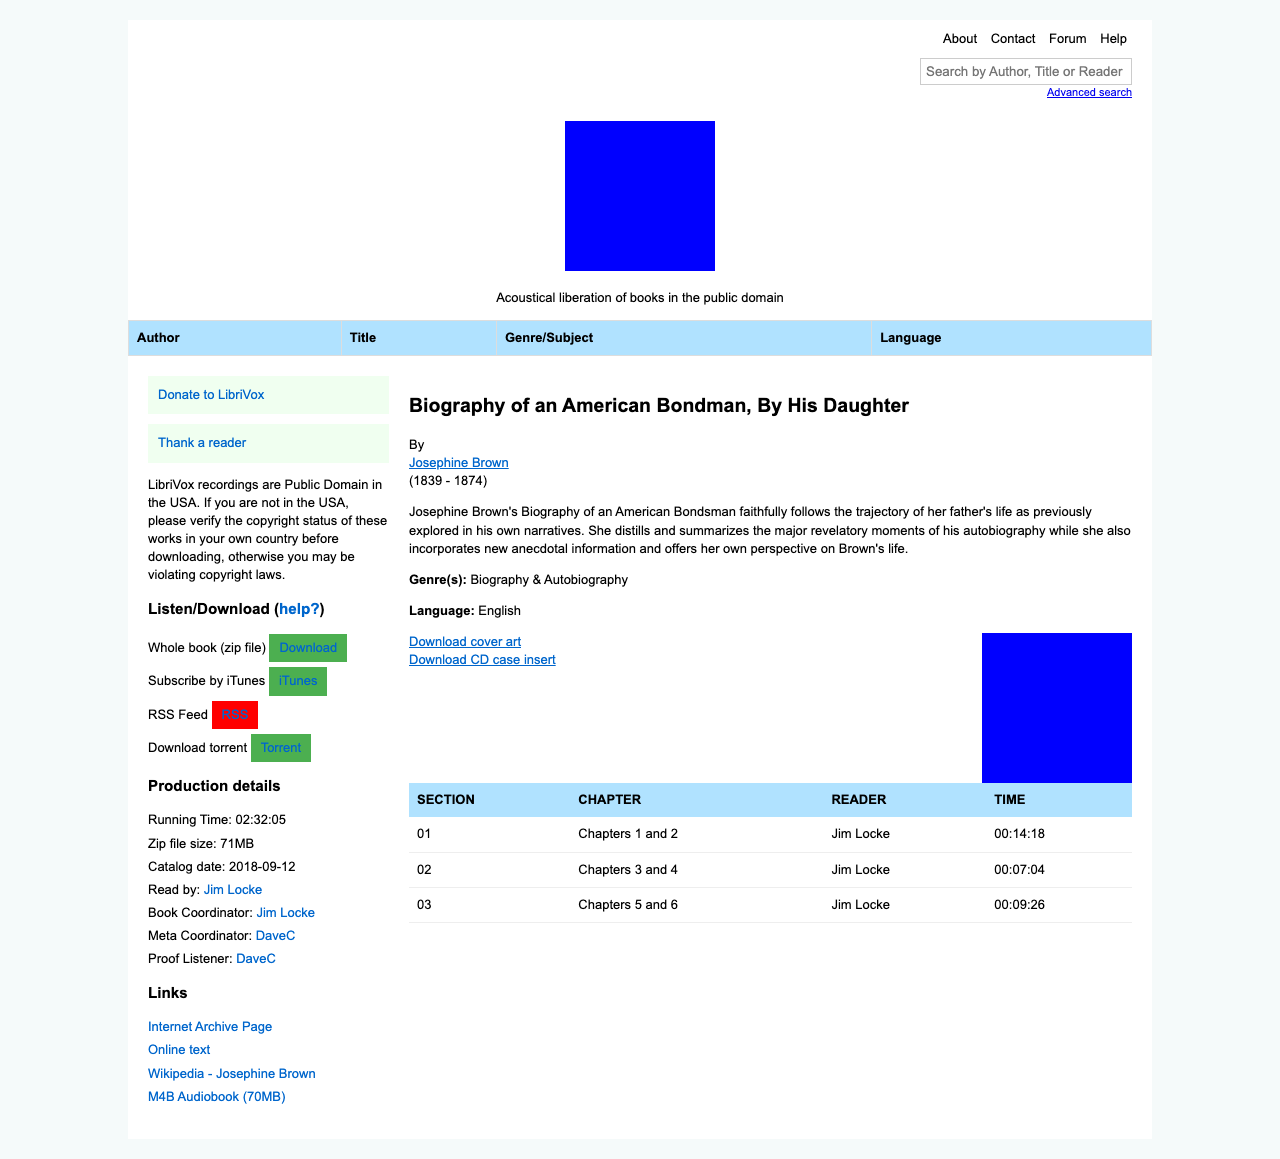 About Contact Forum Help
Search by Author, Title or Reader
Advanced search
Acoustical liberation of books in the public domain
Author Title Genre/Subject Language
Donate to LibriVox
Thank a reader
LibriVox recordings are Public Domain in
the USA. If you are not in the USA,
please verify the copyright status of these
works in your own country before
downloading, otherwise you may be
violating copyright laws.
Listen/Download (help?)
Whole book (zip file) Download
Subscribe by iTunes iTunes
RSS Feed RSS
Download torrent Torrent
Production details
Running Time: 02:32:05
Zip file size: 71MB
Catalog date: 2018-09-12
Read by: Jim Locke
Book Coordinator: Jim Locke
Meta Coordinator: DaveC
Proof Listener: DaveC
Links
Internet Archive Page
Online text
Wikipedia - Josephine Brown
M4B Audiobook (70MB)
Biography of an American Bondman, By His Daughter
By
Josephine Brown
(1839 - 1874)
Josephine Brown's Biography of an American Bondsman faithfully follows the trajectory of her father's life as previously
explored in his own narratives. She distills and summarizes the major revelatory moments of his autobiography while she also
incorporates new anecdotal information and offers her own perspective on Brown's life.
Genre(s): Biography & Autobiography
Language: English
Download cover art
Download CD case insert
SECTION CHAPTER READER TIME
01 Chapters 1 and 2 Jim Locke 00:14:18
02 Chapters 3 and 4 Jim Locke 00:07:04
03 Chapters 5 and 6 Jim Locke 00:09:26